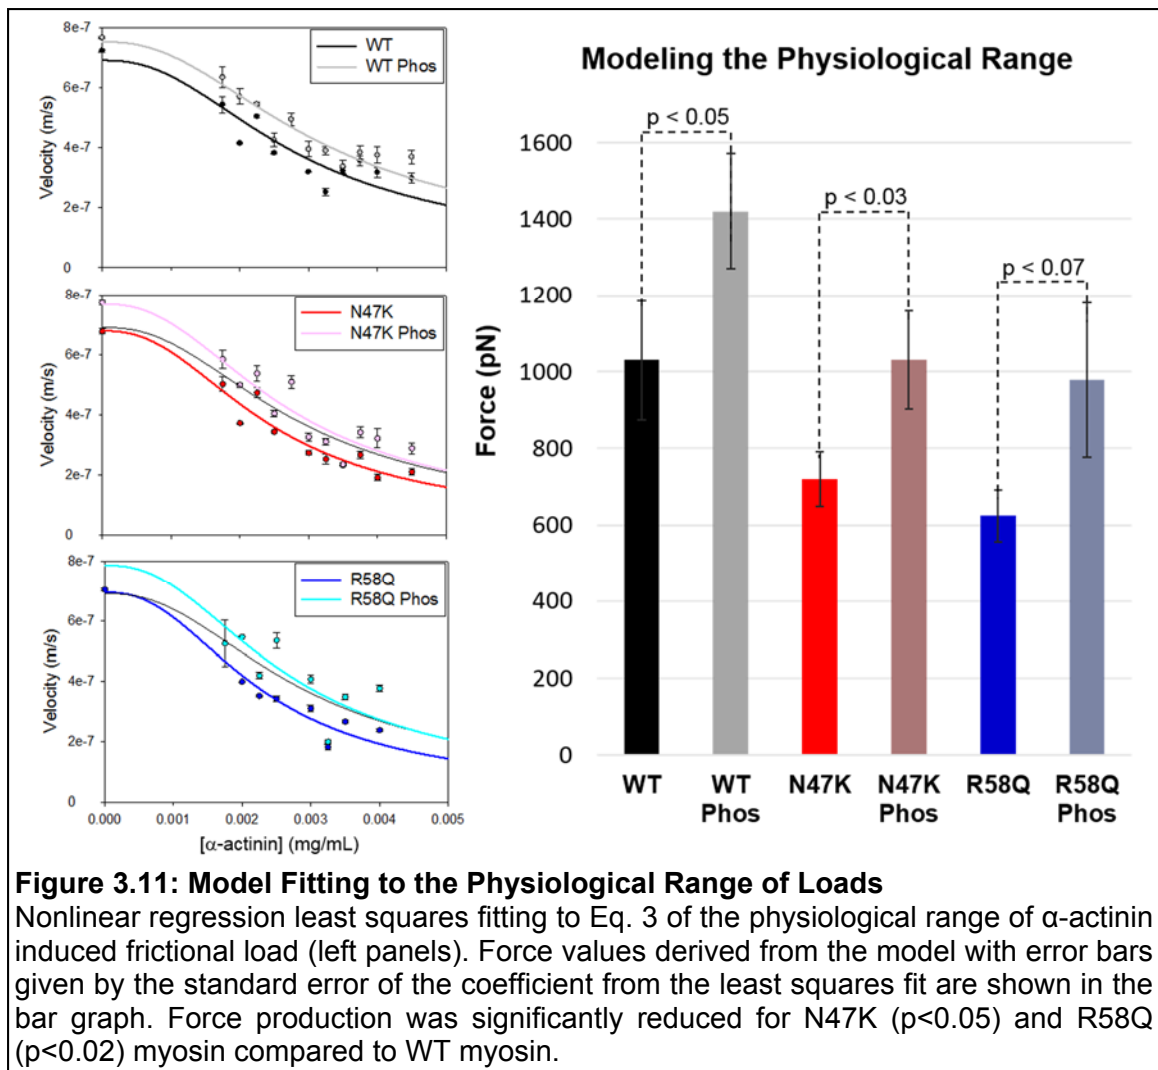 8e-7
6e-7
4e-7
2e-7
0
Velocity (m/s)
WT
WT Phos
8e-7
6e-7
4e-7
2e-7
0
Velocity (m/s)
N47K
N47K Phos
8e-7
6e-7
4e-7
2e-7
0
Velocity (m/s)
R58Q
R58Q Phos
0.000 0.001 0.002 0.003 0.004 0.005
[α-actinin] (mg/mL)
Modeling the Physiological Range
p < 0.05
p < 0.03
p < 0.07
Force (pN)
1600
1400
1200
1000
800
600
400
200
0
WT WT Phos N47K N47K Phos R58Q R58Q Phos
Figure 3.11: Model Fitting to the Physiological Range of Loads
Nonlinear regression least squares fitting to Eq. 3 of the physiological range of α-actinin
induced frictional load (left panels). Force values derived from the model with error bars
given by the standard error of the coefficient from the least squares fit are shown in the
bar graph. Force production was significantly reduced for N47K (p<0.05) and R58Q
(p<0.02) myosin compared to WT myosin.